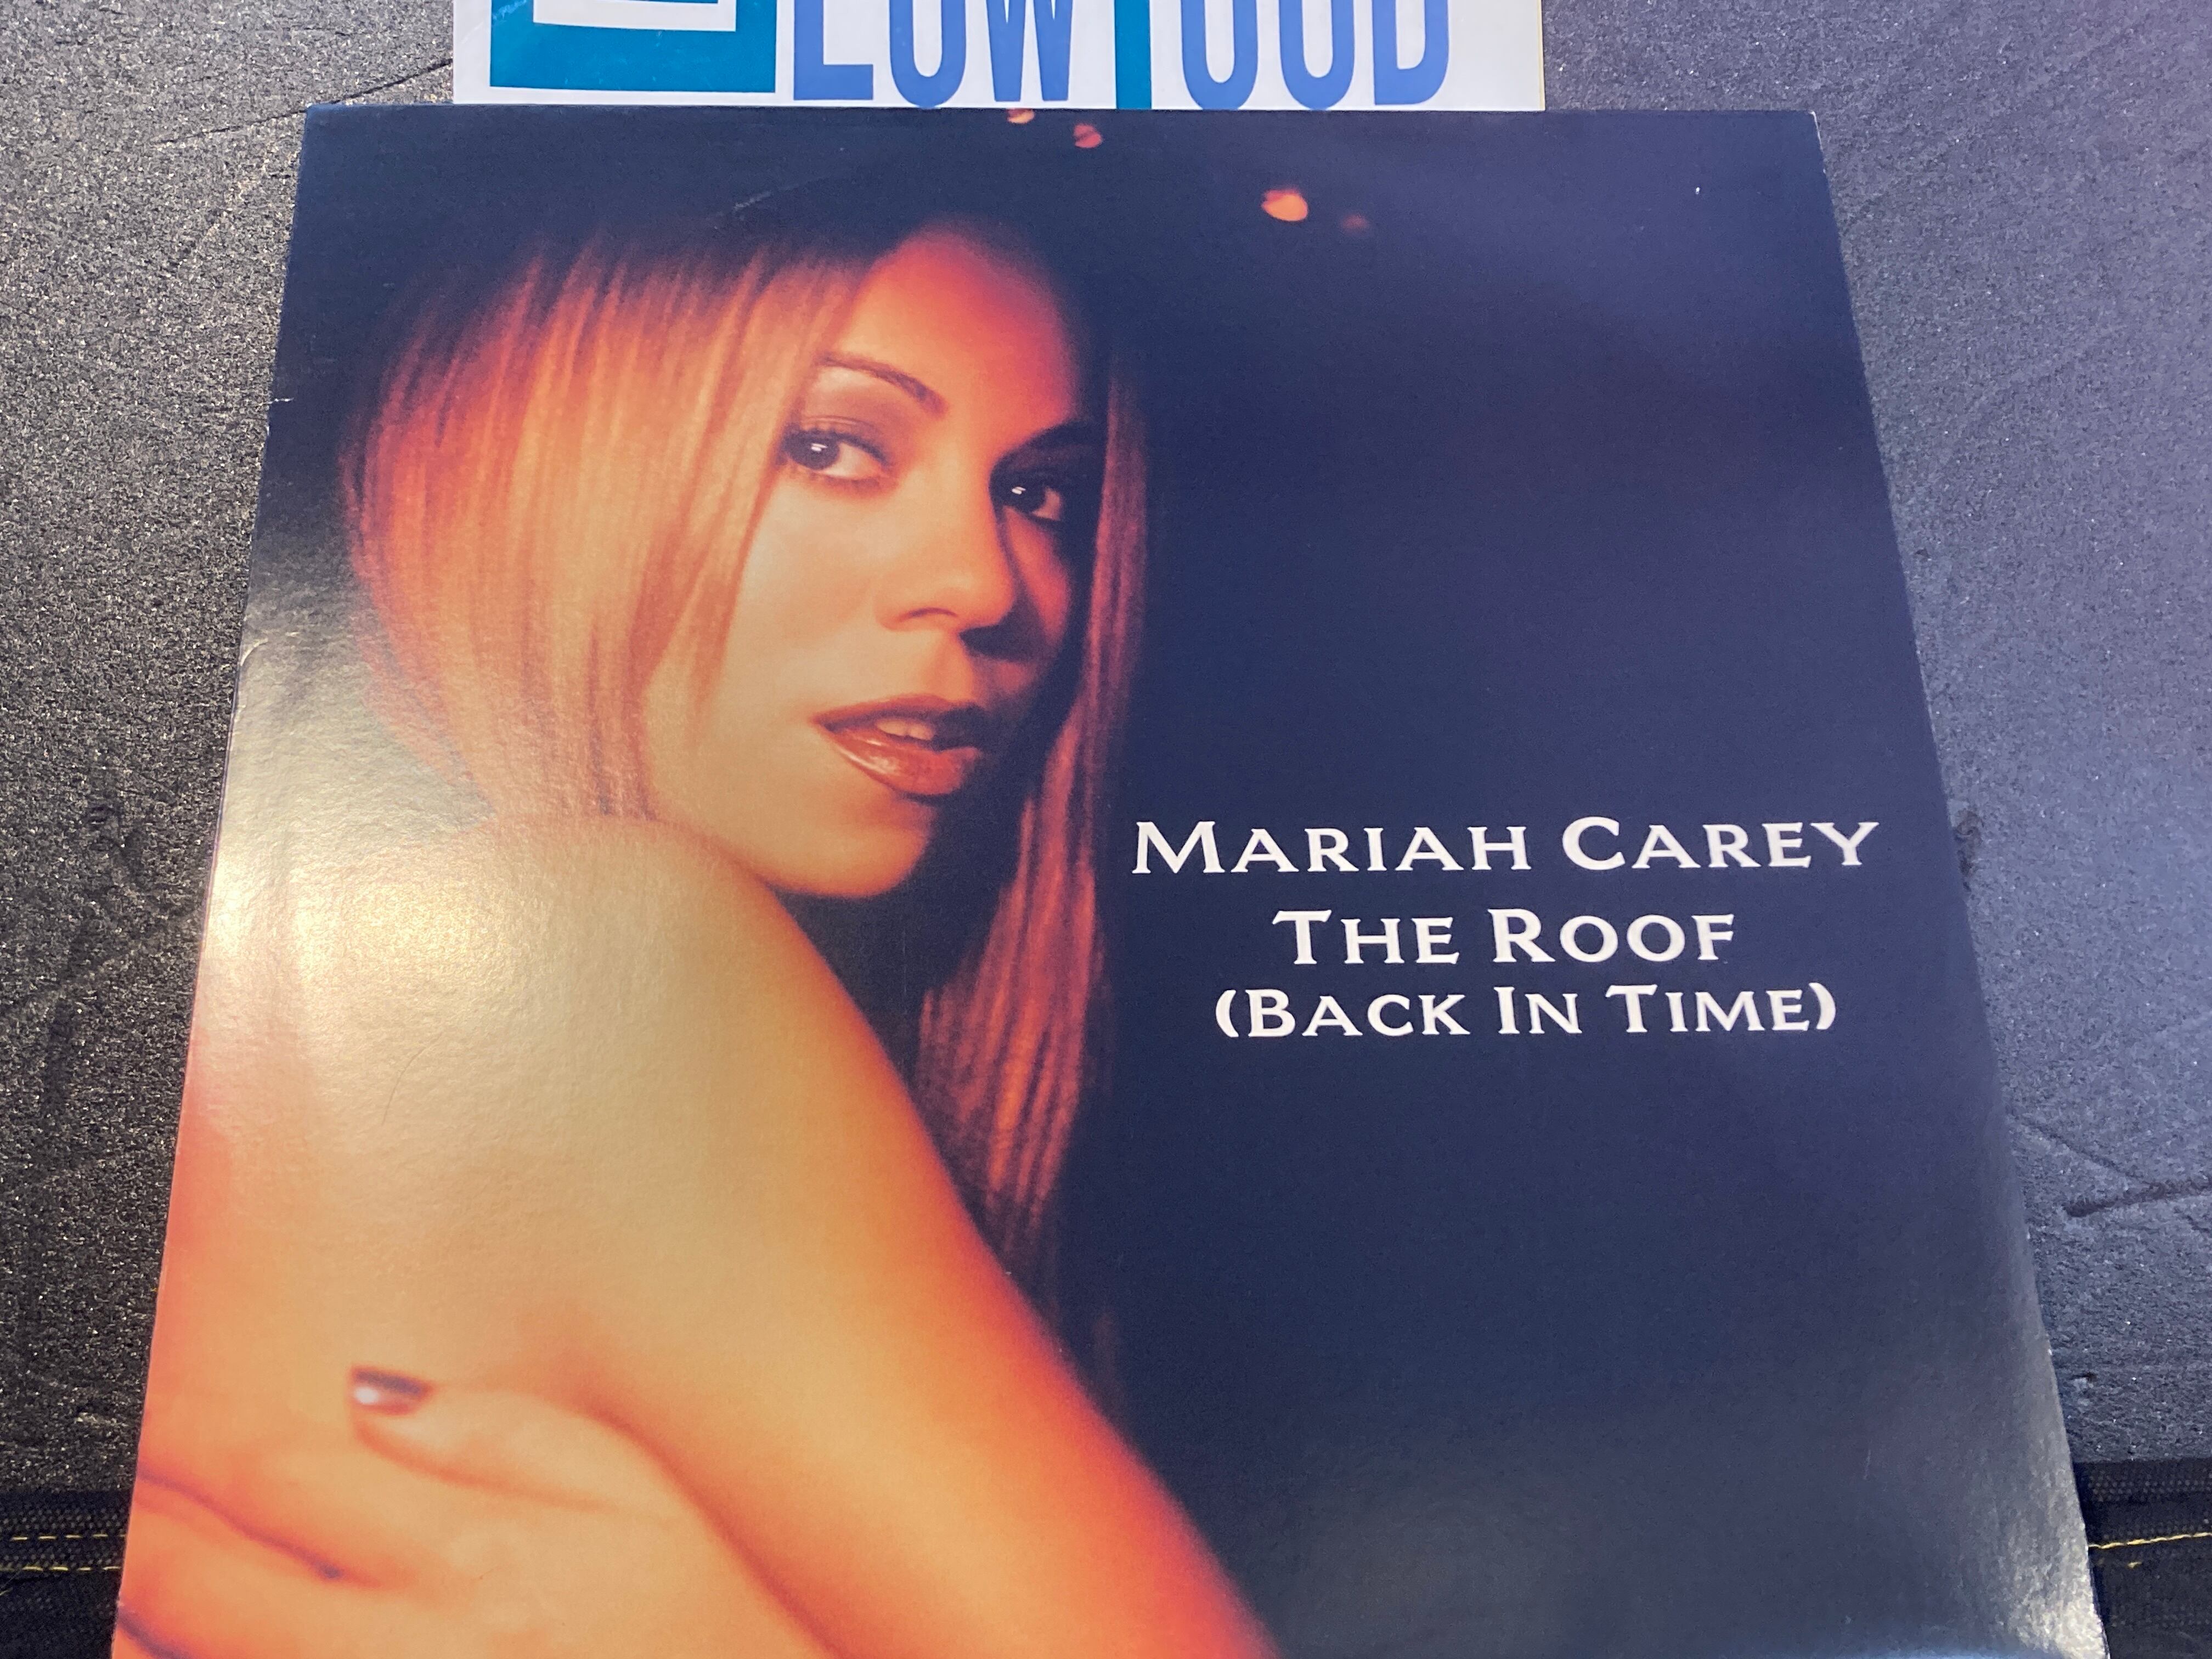 MARIAH CAREY
THE ROOF
(BACK IN TIME)